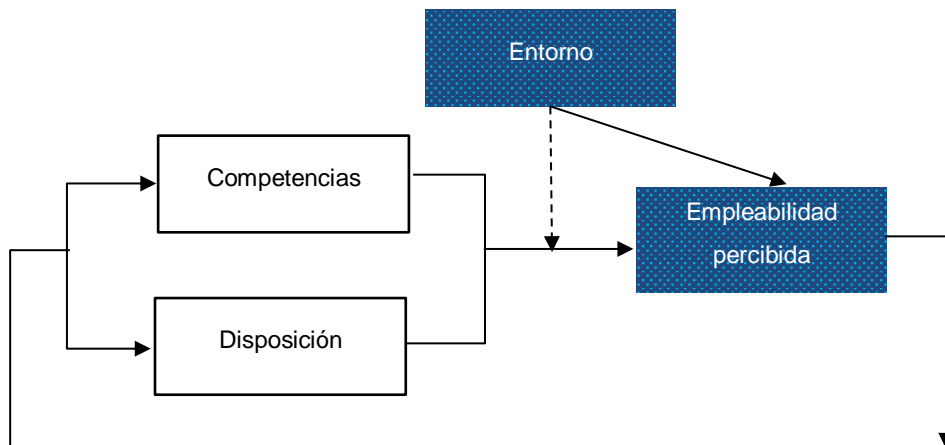 Entorno
Competencias
Empleabilidad
percibida
Disposición